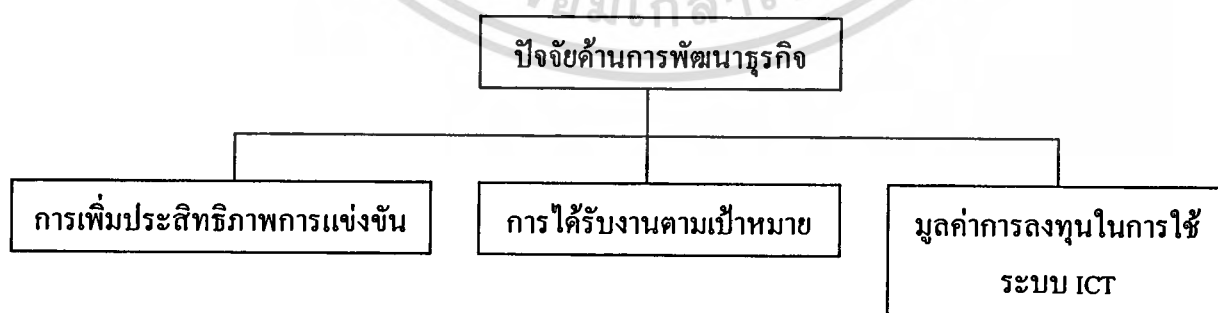 ปัจจัยด้านการพัฒนาธุรกิจ
การเพิ่มประสิทธิภาพการแข่งขัน
การได้รับงานตามเป้าหมาย
มูลค่าการลงทุนในการใช้
ระบบ ICT